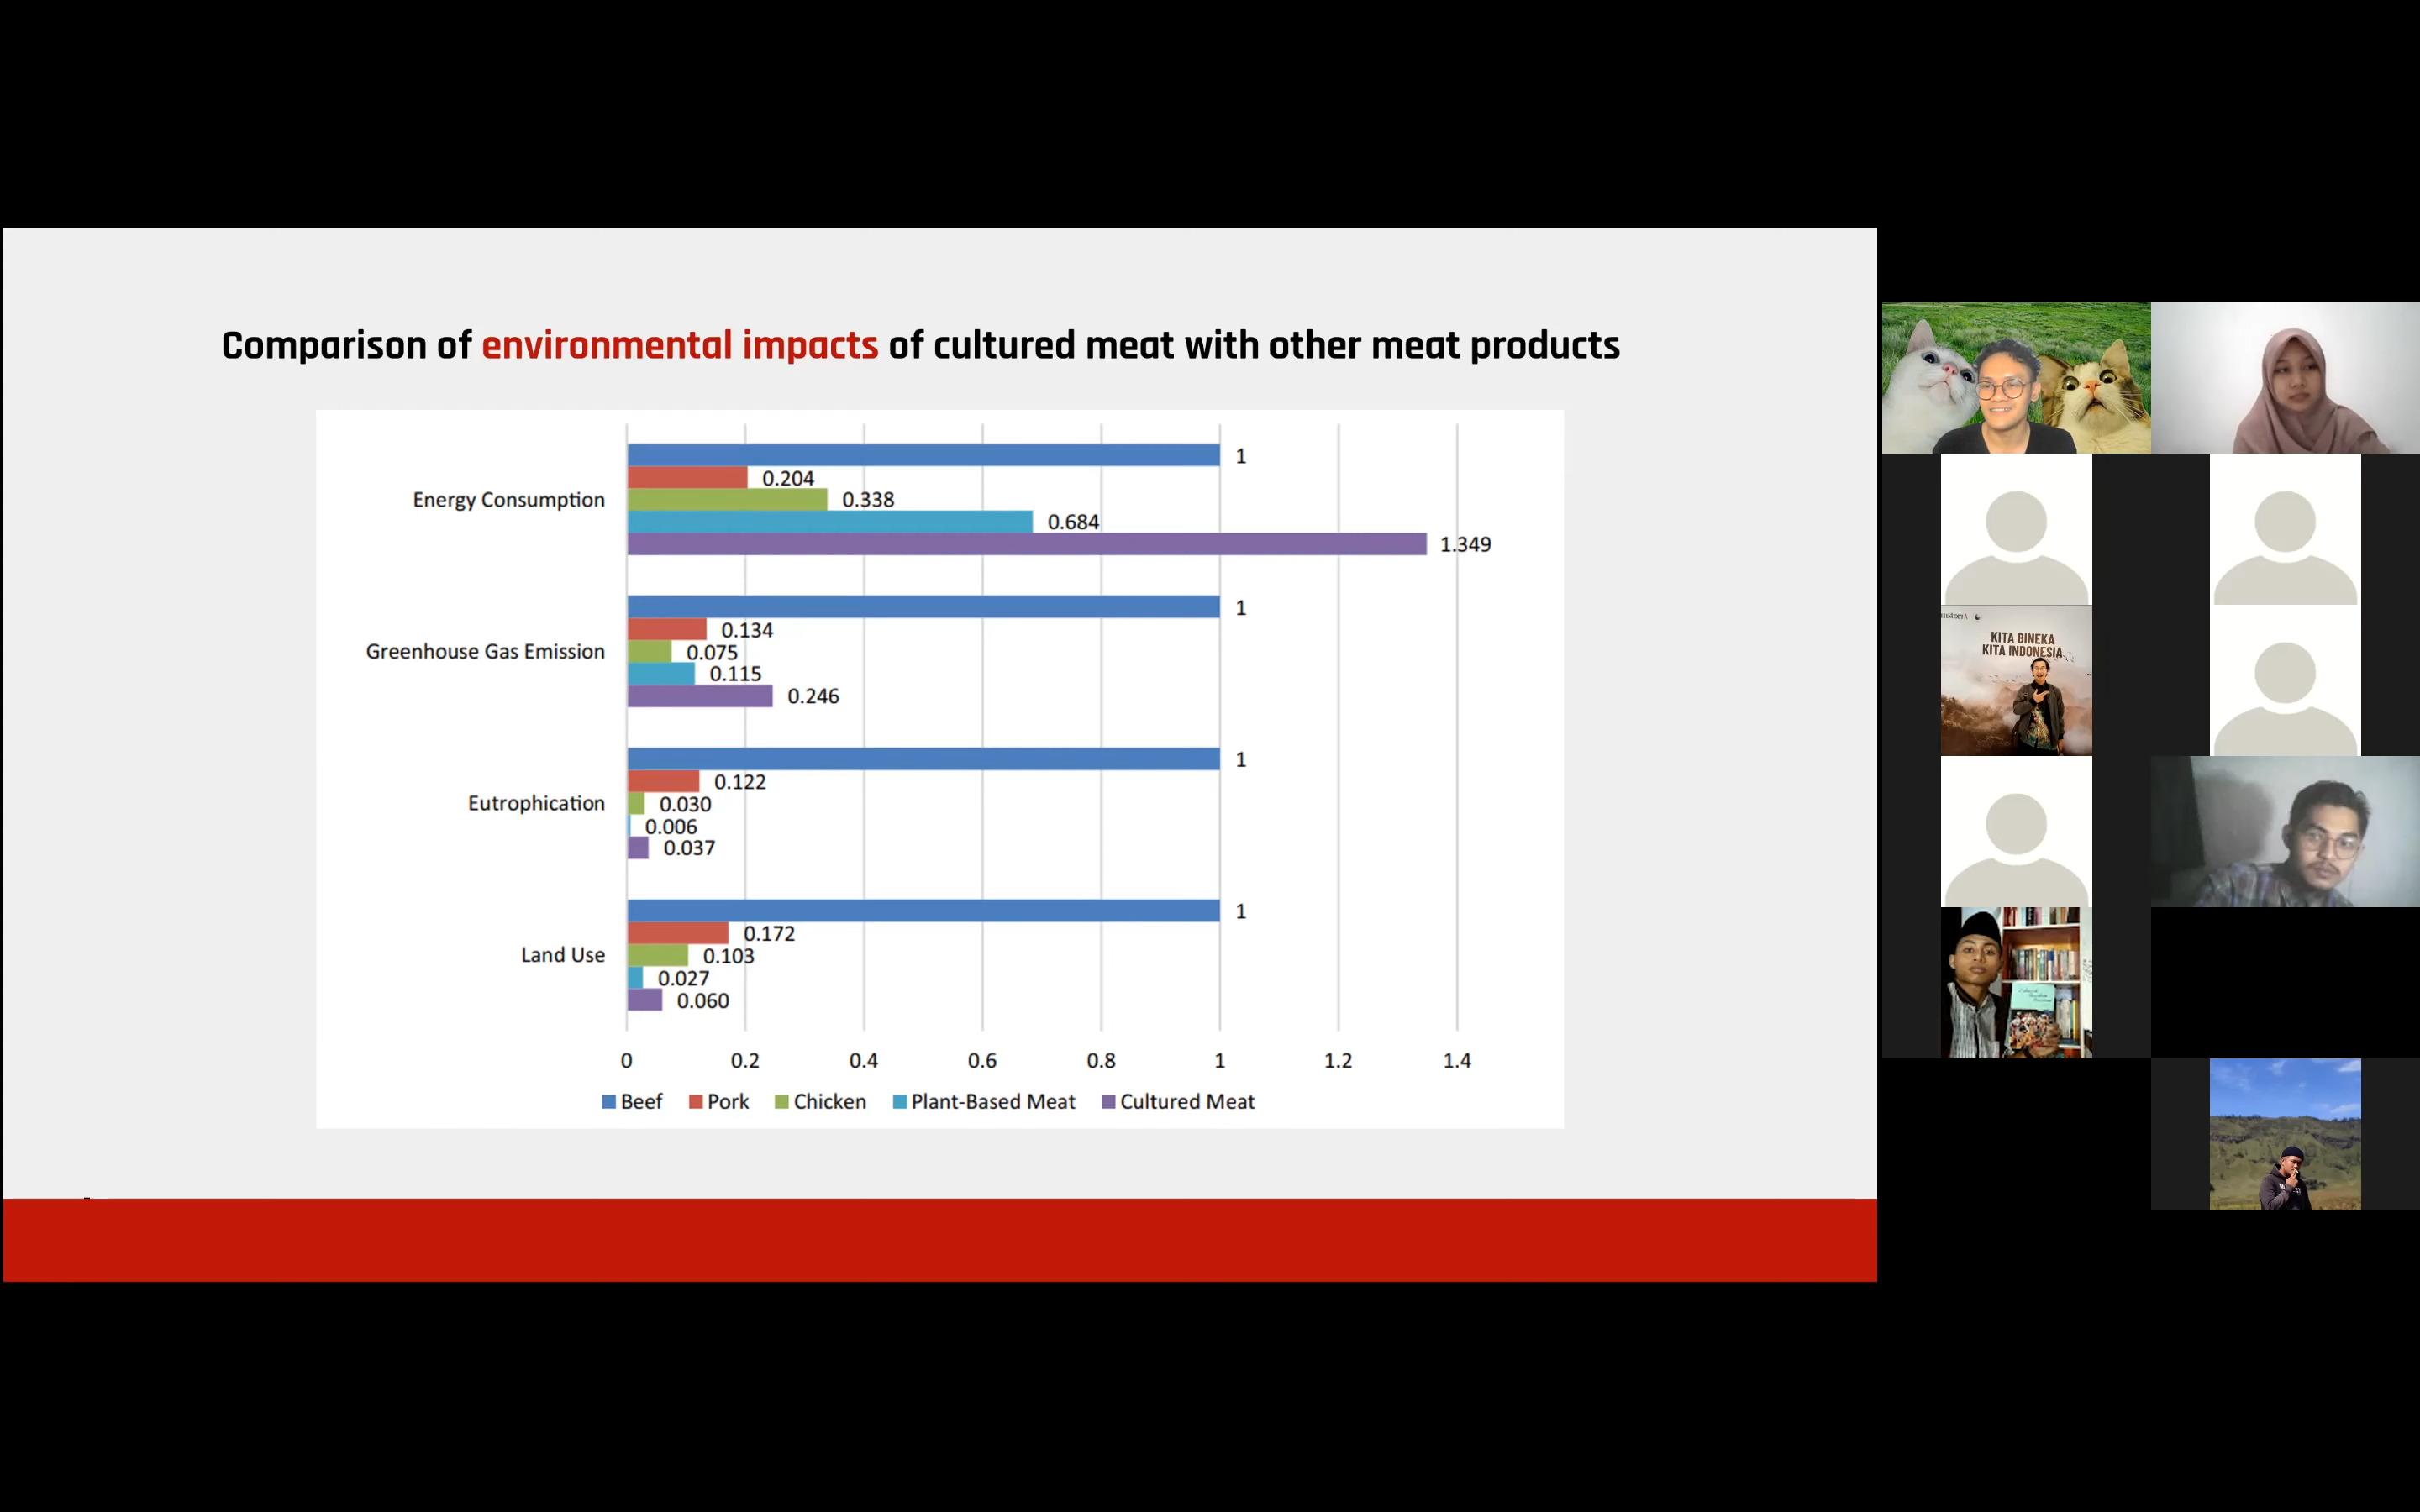 Comparison of environmental impacts of cultured meat with other meat products
Energy Consumption
1
0.204
0.338
0.684
1.349
Greenhouse Gas Emission
1
0.134
0.075
0.115
0.246
Eutrophication
1
0.122
0.030
0.006
0.037
Land Use
1
0.172
0.103
0.027
0.060
0 0.2 0.4 0.6 0.8 1 1.2 1.4
Beef Pork Chicken Plant-Based Meat Cultured Meat
KITA BINEKA
KITA INDONESIA